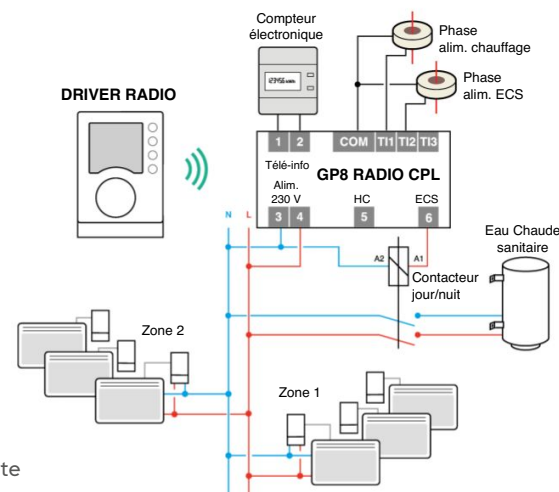 Compteur
électronique
Phase
alim. chauffage
Phase
alim. ECS
DRIVER RADIO
1 2 COM TI1 TI2 TI3
Télé-info
GP8 RADIO CPL
Alim.
230 V HC ECS
3 4 5 6
N L
Eau Chaude
sanitaire
A2 A1
Contacteur
jour/nuit
Zone 2
Zone 1
te